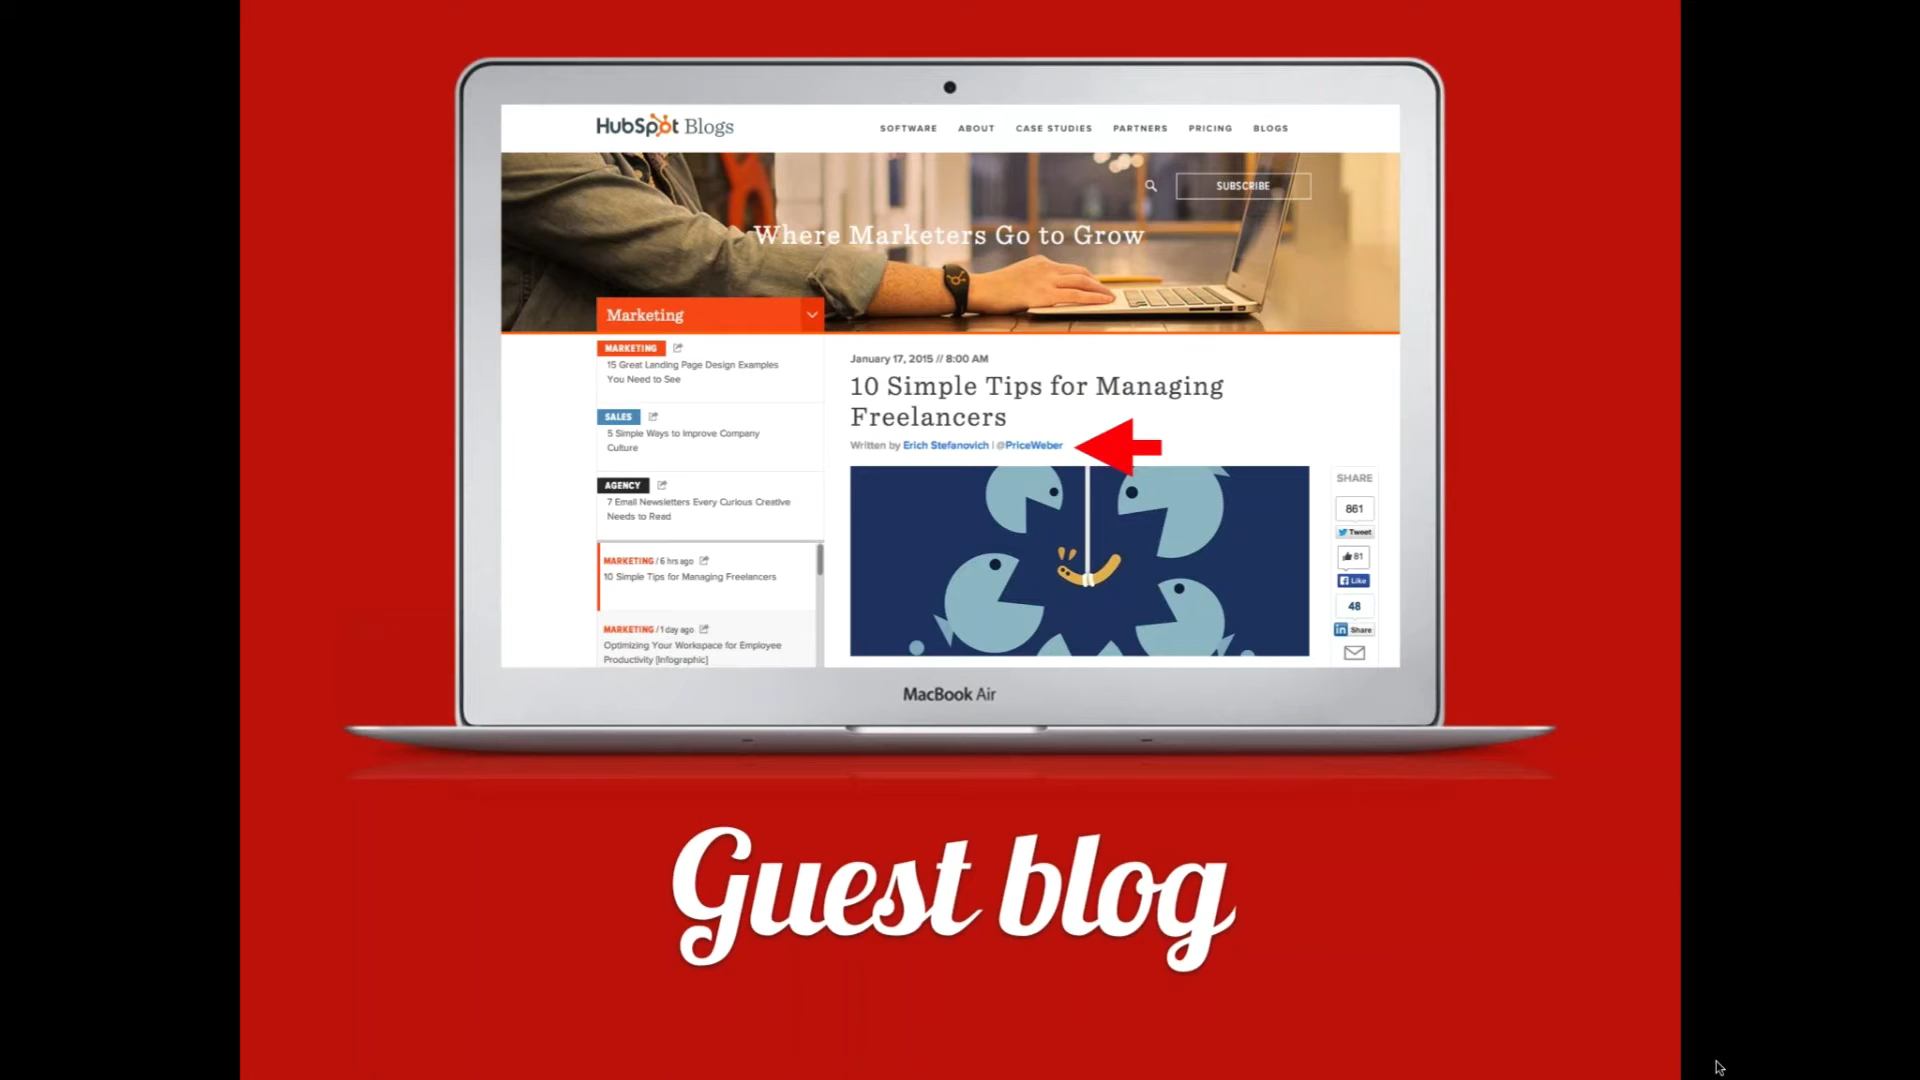 HubSpot Blogs
SOFTWARE ABOUT CASE STUDIES PARTNERS PRICING BLOGS
SUBSCRIBE
Where Marketers Go to Grow
Marketing
MARKETING
15 Great Landing Page Design Examples
You Need to See
SALES
5 Simple Ways to Improve Company
Culture
AGENCY
7 Email Newsletters Every Curious Creative
Needs to Read
MARKETING / 6 hrs ago
10 Simple Tips for Managing Freelancers
MARKETING / 1 day ago
Optimizing Your Workspace for Employee
Productivity [Infographic]
January 17, 2015 // 8:00 AM
10 Simple Tips for Managing
Freelancers
Written by Erich Stefanovich | @PriceWeber
SHARE
861
Tweet
81
Like
48
in Share
MacBook Air
Guest blog